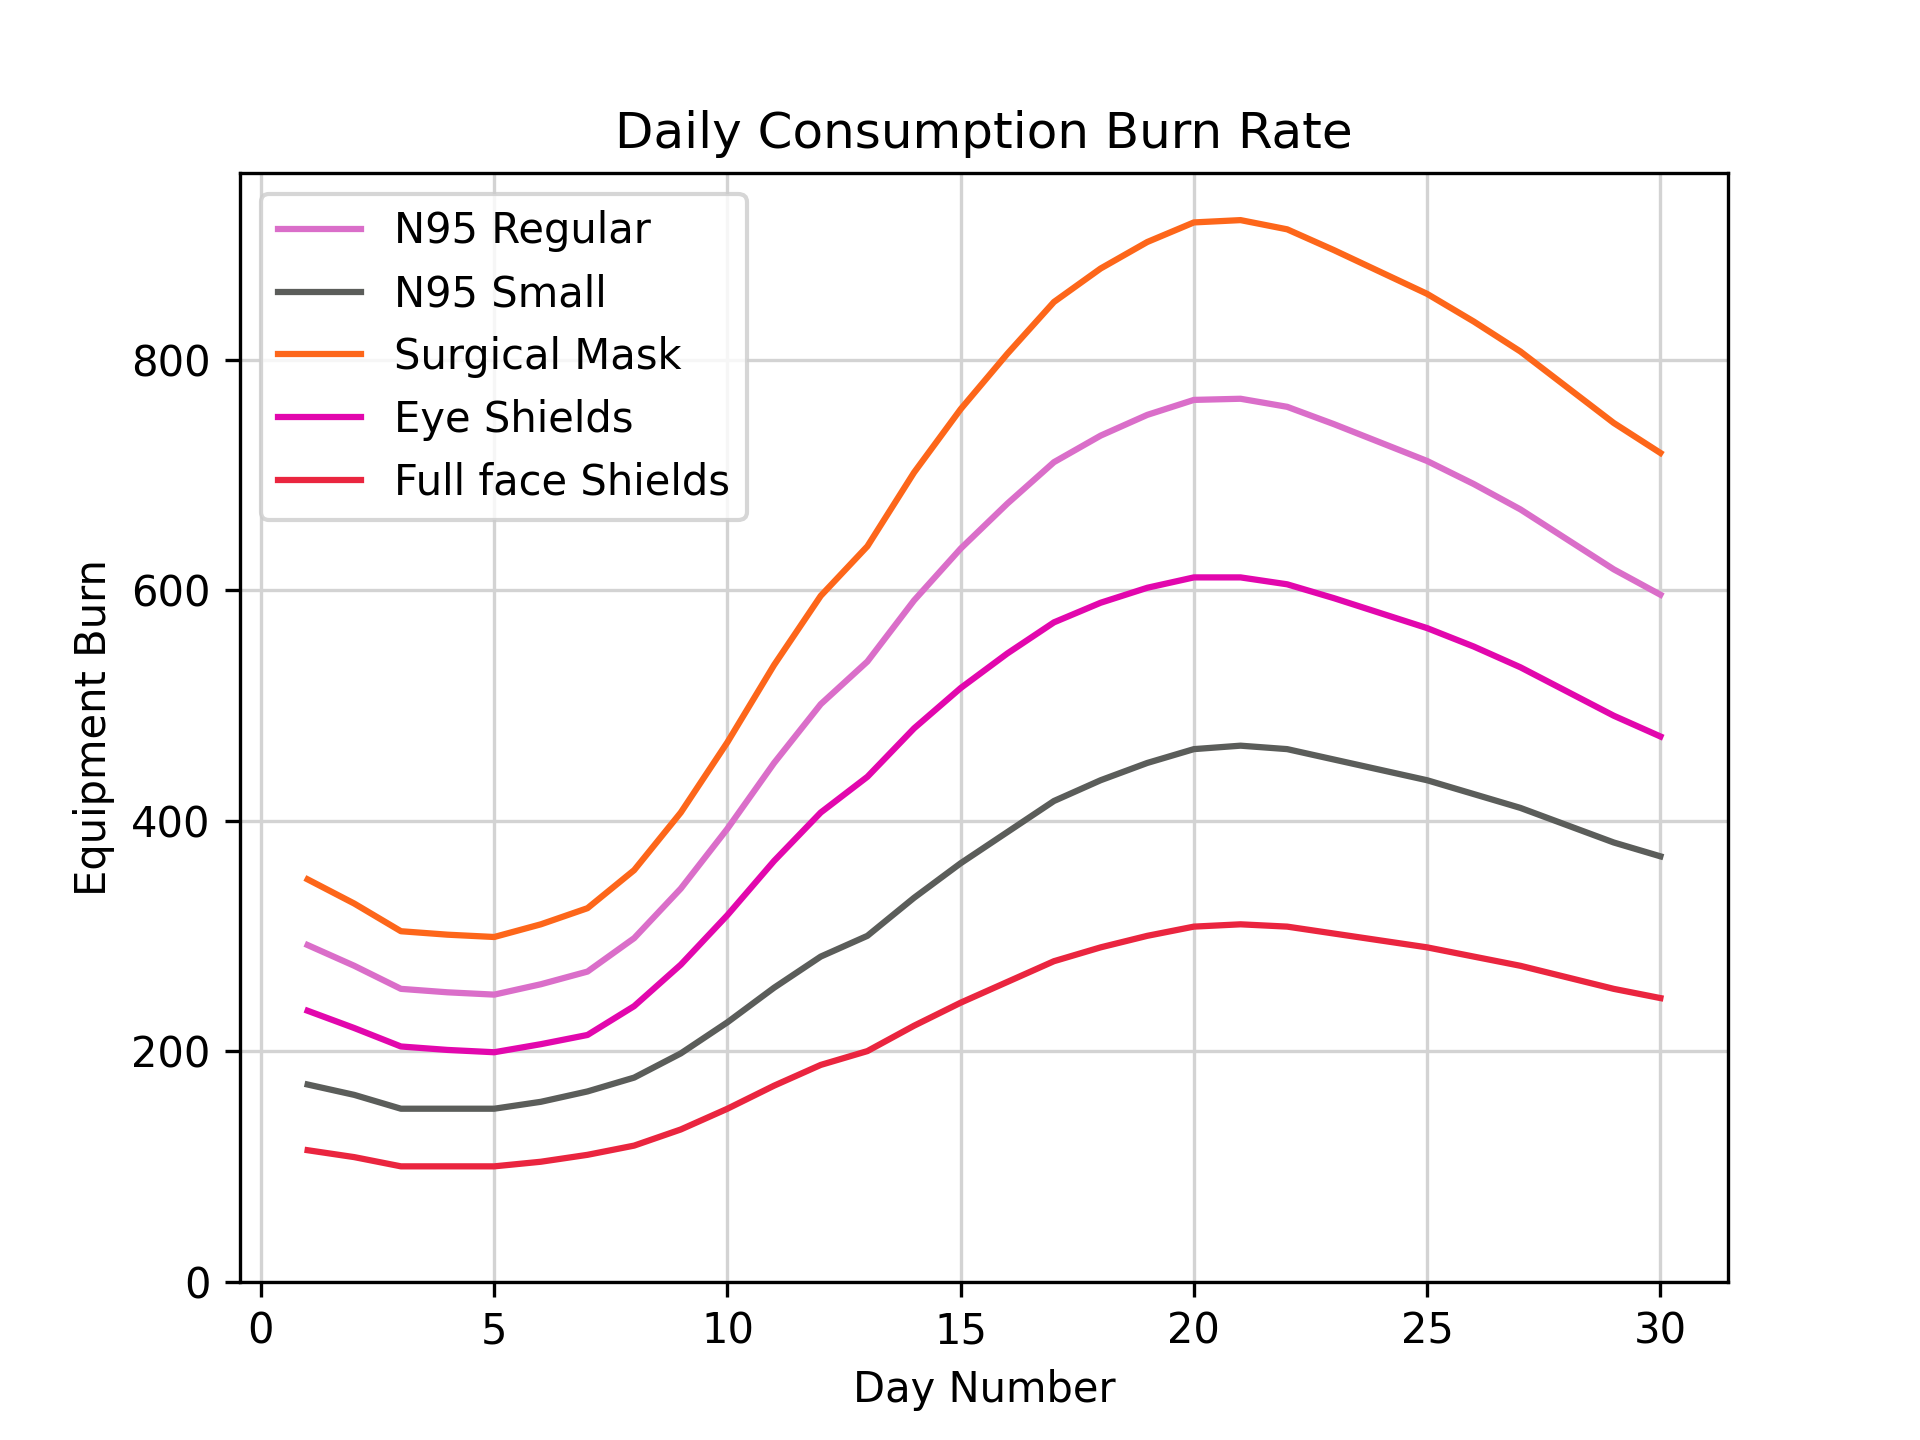 Daily Consumption Burn Rate
N95 Regular
N95 Small
Surgical Mask
Eye Shields
Full face Shields
800
600
400
200
0
Equipment Burn
0 5 10 15 20 25 30
Day Number